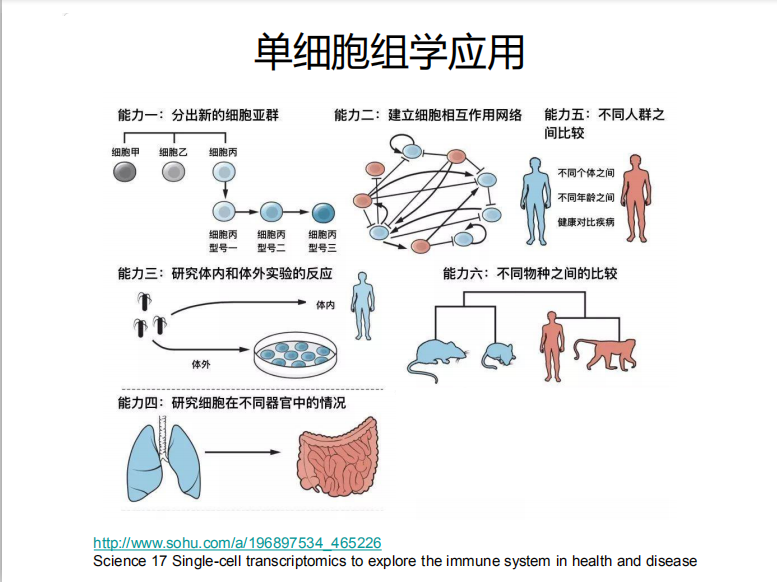 单细胞组学应用
能力一：分出新的细胞亚群
细胞甲
细胞乙
细胞丙
细胞丙
型号一
细胞丙
型号二
细胞丙
型号三
能力二：建立细胞相互作用网络
能力五：不同人群之
间比较
不同个体之间
不同年龄之间
健康对比疾病
能力三：研究体内和体外实验的反应
体内
体外
能力六：不同物种之间的比较
能力四：研究细胞在不同器官中的情况
http://www.sohu.com/a/196897534_465226
Science 17 Single-cell transcriptomics to explore the immune system in health and disease